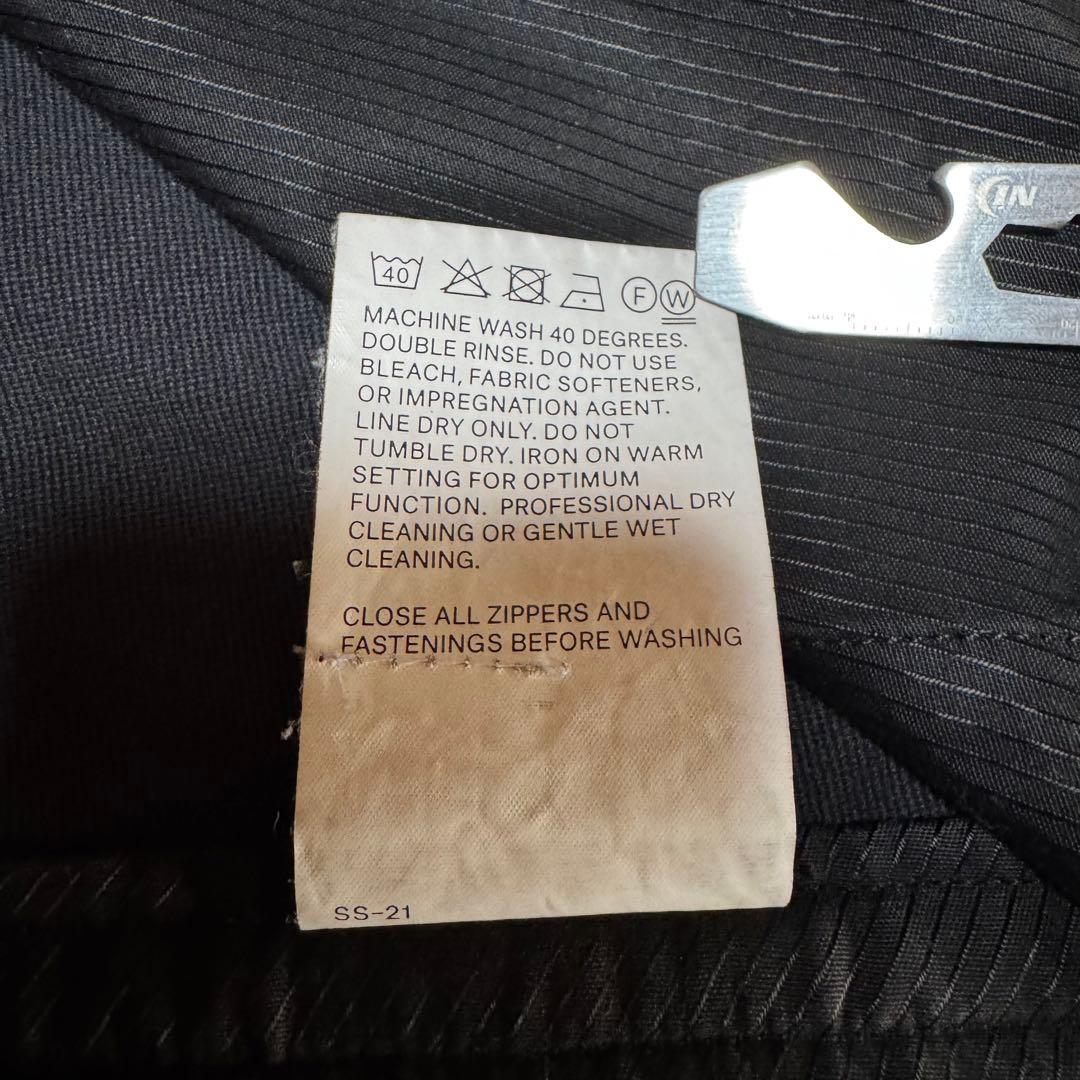 40 F W
MACHINE WASH 40 DEGREES.
DOUBLE RINSE. DO NOT USE
BLEACH, FABRIC SOFTENERS,
OR IMPREGNATION AGENT.
LINE DRY ONLY. DO NOT
TUMBLE DRY. IRON ON WARM
SETTING FOR OPTIMUM
FUNCTION. PROFESSIONAL DRY
CLEANING OR GENTLE WET
CLEANING.
CLOSE ALL ZIPPERS AND
FASTENINGS BEFORE WASHING
SS-21